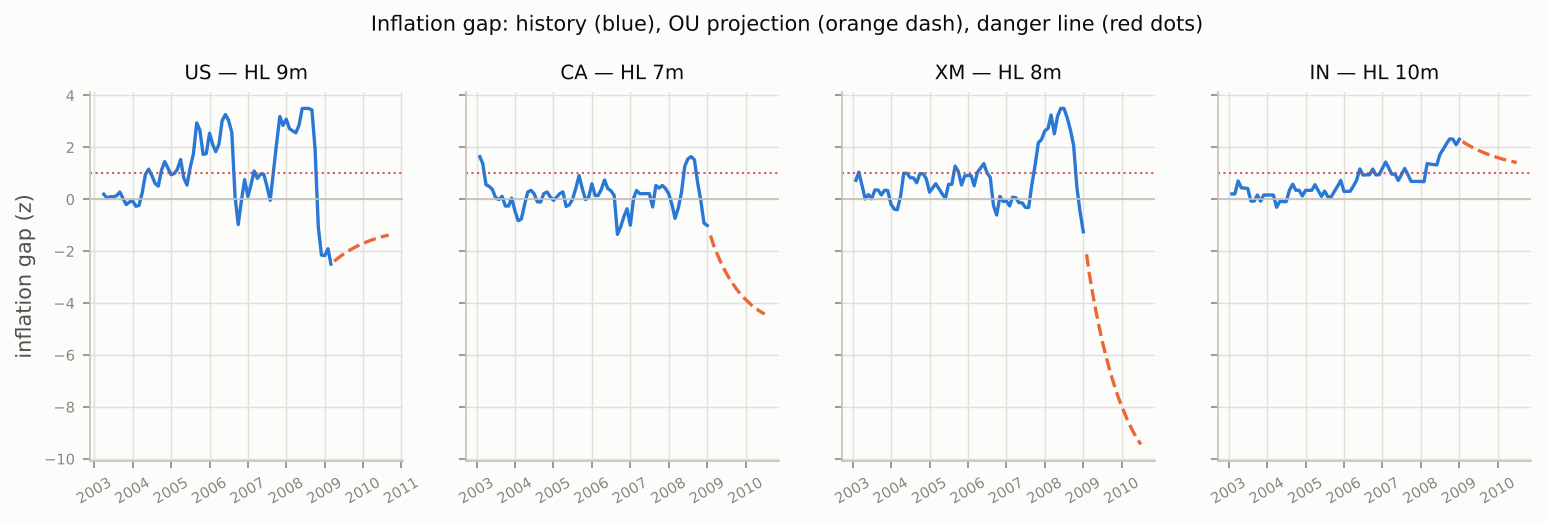 Inflation gap: history (blue), OU projection (orange dash), danger line (red dots)
US — HL 9m
CA — HL 7m
XM — HL 8m
IN — HL 10m
inflation gap (z)
4
2
0
−2
−4
−6
−8
−10
2003 2004 2005 2006 2007 2008 2009 2010 2011
2003 2004 2005 2006 2007 2008 2009 2010
2003 2004 2005 2006 2007 2008 2009 2010
2003 2004 2005 2006 2007 2008 2009 2010